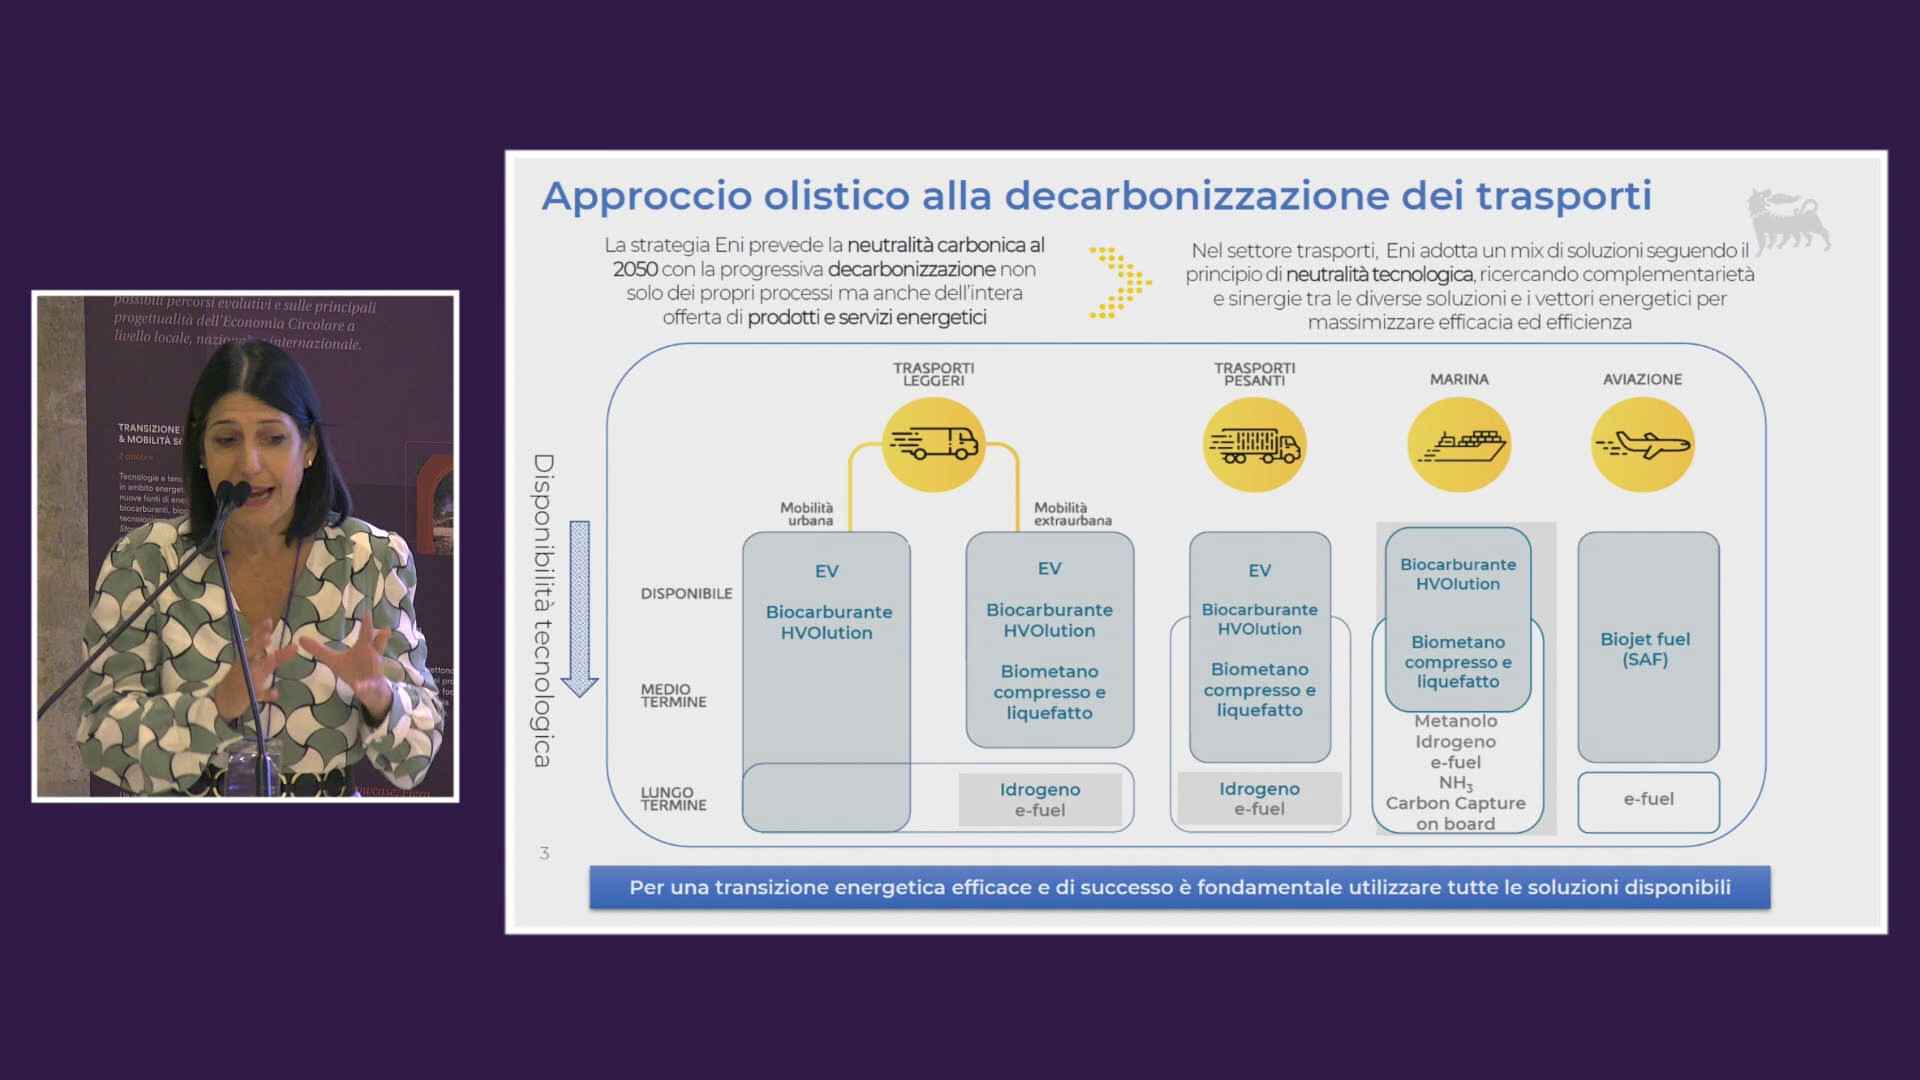 possibili percorsi evolutivi e sulle principali
progettualità dell'Economia Circolare a
livello locale, internazionale.
TRANSIZIONE
& MOBILITÀ
2 ottobre
Tecnologie e
in ambito
nuove fonti di
biocarburanti,
Approccio olistico alla decarbonizzazione dei trasporti
La strategia Eni prevede la neutralità carbonica al
2050 con la progressiva decarbonizzazione non
solo dei propri processi ma anche dell'intera
offerta di prodotti e servizi energetici
Nel settore trasporti, Eni adotta un mix di soluzioni seguendo il
principio di neutralità tecnologica, ricercando complementarietà
e sinergie tra le diverse soluzioni e i vettori energetici per
massimizzare efficacia ed efficienza
TRASPORTI
LEGGERI
TRASPORTI
PESANTI
MARINA
AVIAZIONE
Disponibilità tecnologica
Mobilità
urbana
Mobilità
extraurbana
DISPONIBILE
MEDIO
TERMINE
LUNGO
TERMINE
EV
Biocarburante
HVOlution
EV
Biocarburante
HVOlution
Biometano
compresso e
liquefatto
Idrogeno
e-fuel
EV
Biocarburante
HVOlution
Biometano
compresso e
liquefatto
Idrogeno
e-fuel
Biocarburante
HVOlution
Biometano
compresso e
liquefatto
Metanolo
Idrogeno
e-fuel
NH₃
Carbon Capture
on board
Biojet fuel
(SAF)
e-fuel
3
Per una transizione energetica efficace e di successo è fondamentale utilizzare tutte le soluzioni disponibili